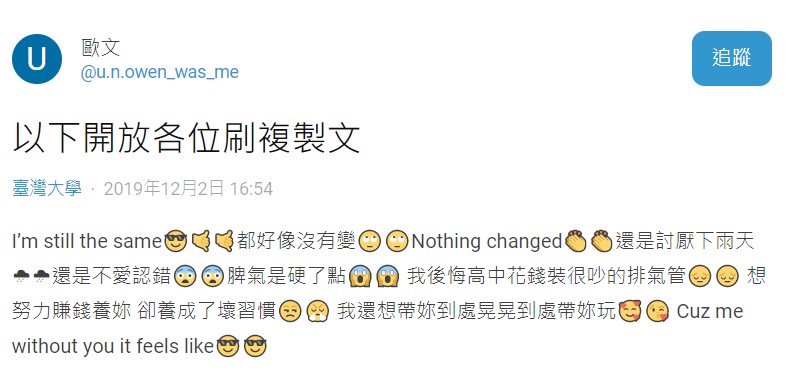 U
歐文
@u.n.owen_was_me
追蹤
以下開放各位刷複製文
臺灣大學 · 2019年12月2日 16:54
I’m still the same😎🤙🤙都好像沒有變🙄🙄Nothing changed👏👏還是討厭下雨天
🌧🌧還是不愛認錯😨😨脾氣是硬了點😱😱 我後悔高中花錢裝很吵的排氣管😔😔 想
努力賺錢養妳 卻養成了壞習慣😒😤 我還想帶妳到處晃晃到處帶妳玩🥰😘 Cuz me
without you it feels like😎😎